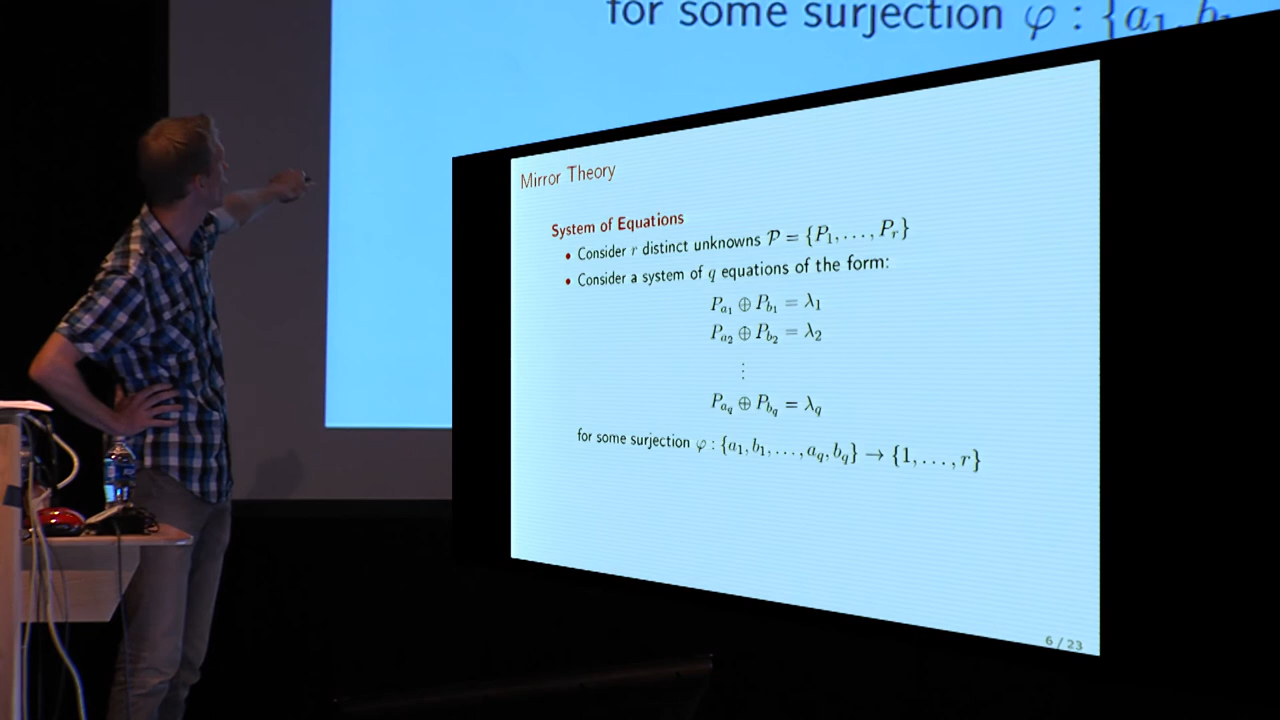 for some surjection φ : {a₁, b₁
Mirror Theory
System of Equations
• Consider r distinct unknowns 𝒫 = {P₁, . . . , Pᵣ}
• Consider a system of q equations of the form:
P_{a₁} ⊕ P_{b₁} = λ₁
P_{a₂} ⊕ P_{b₂} = λ₂
⋮
P_{a_q} ⊕ P_{b_q} = λ_q
for some surjection φ : {a₁, b₁, . . . , a_q, b_q} → {1, . . . , r}
6 / 23